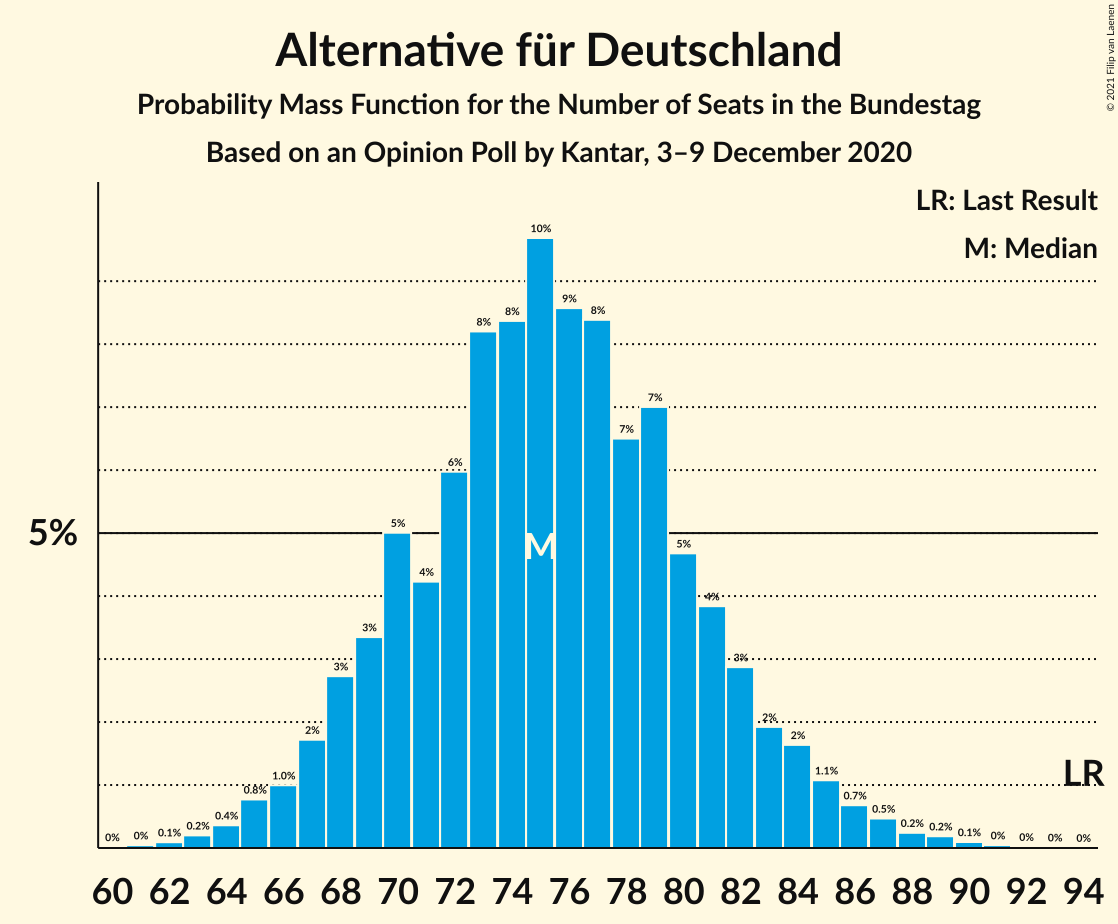 Alternative für Deutschland
Probability Mass Function for the Number of Seats in the Bundestag
Based on an Opinion Poll by Kantar, 3–9 December 2020
© 2021 Filip van Laenen
LR: Last Result
M: Median
5%
0% 0% 0.1% 0.2% 0.4% 0.8% 1.0% 2% 3% 3% 5% 4% 6% 8% 8% 10% 9% 8% 7% 7% 5% 4% 3% 2% 2% 1.1% 0.7% 0.5% 0.2% 0.2% 0.1% 0% 0% 0% 0%
M
LR
60 62 64 66 68 70 72 74 76 78 80 82 84 86 88 90 92 94